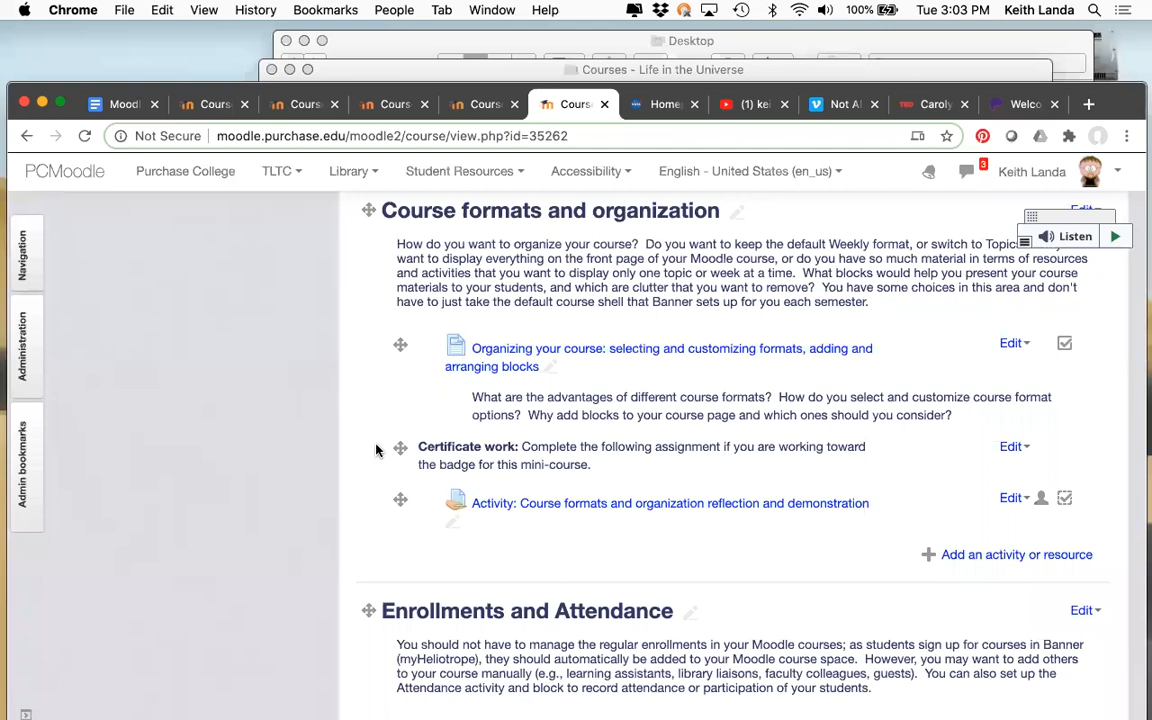 Chrome File Edit View History Bookmarks People Tab Window Help 100% Tue 3:03 PM Keith Landa
Desktop
Courses - Life in the Universe
Moodl Cours Cours Cours Cours Cours Home (1) kei Not Al Caroly Welco
Not Secure moodle.purchase.edu/moodle2/course/view.php?id=35262
PCMoodle Purchase College TLTC Library Student Resources Accessibility English - United States (en_us) 3 Keith Landa
Navigation
Administration
Admin bookmarks
Course formats and organization
Listen
How do you want to organize your course? Do you want to keep the default Weekly format, or switch to Topics
want to display everything on the front page of your Moodle course, or do you have so much material in terms of resources
and activities that you want to display only one topic or week at a time. What blocks would help you present your course
materials to your students, and which are clutter that you want to remove? You have some choices in this area and don't
have to just take the default course shell that Banner sets up for you each semester.
Organizing your course: selecting and customizing formats, adding and Edit
arranging blocks
What are the advantages of different course formats? How do you select and customize course format
options? Why add blocks to your course page and which ones should you consider?
Certificate work: Complete the following assignment if you are working toward Edit
the badge for this mini-course.
Activity: Course formats and organization reflection and demonstration Edit
Add an activity or resource
Enrollments and Attendance Edit
You should not have to manage the regular enrollments in your Moodle courses; as students sign up for courses in Banner
(myHeliotrope), they should automatically be added to your Moodle course space. However, you may want to add others
to your course manually (e.g., learning assistants, library liaisons, faculty colleagues, guests). You can also set up the
Attendance activity and block to record attendance or participation of your students.